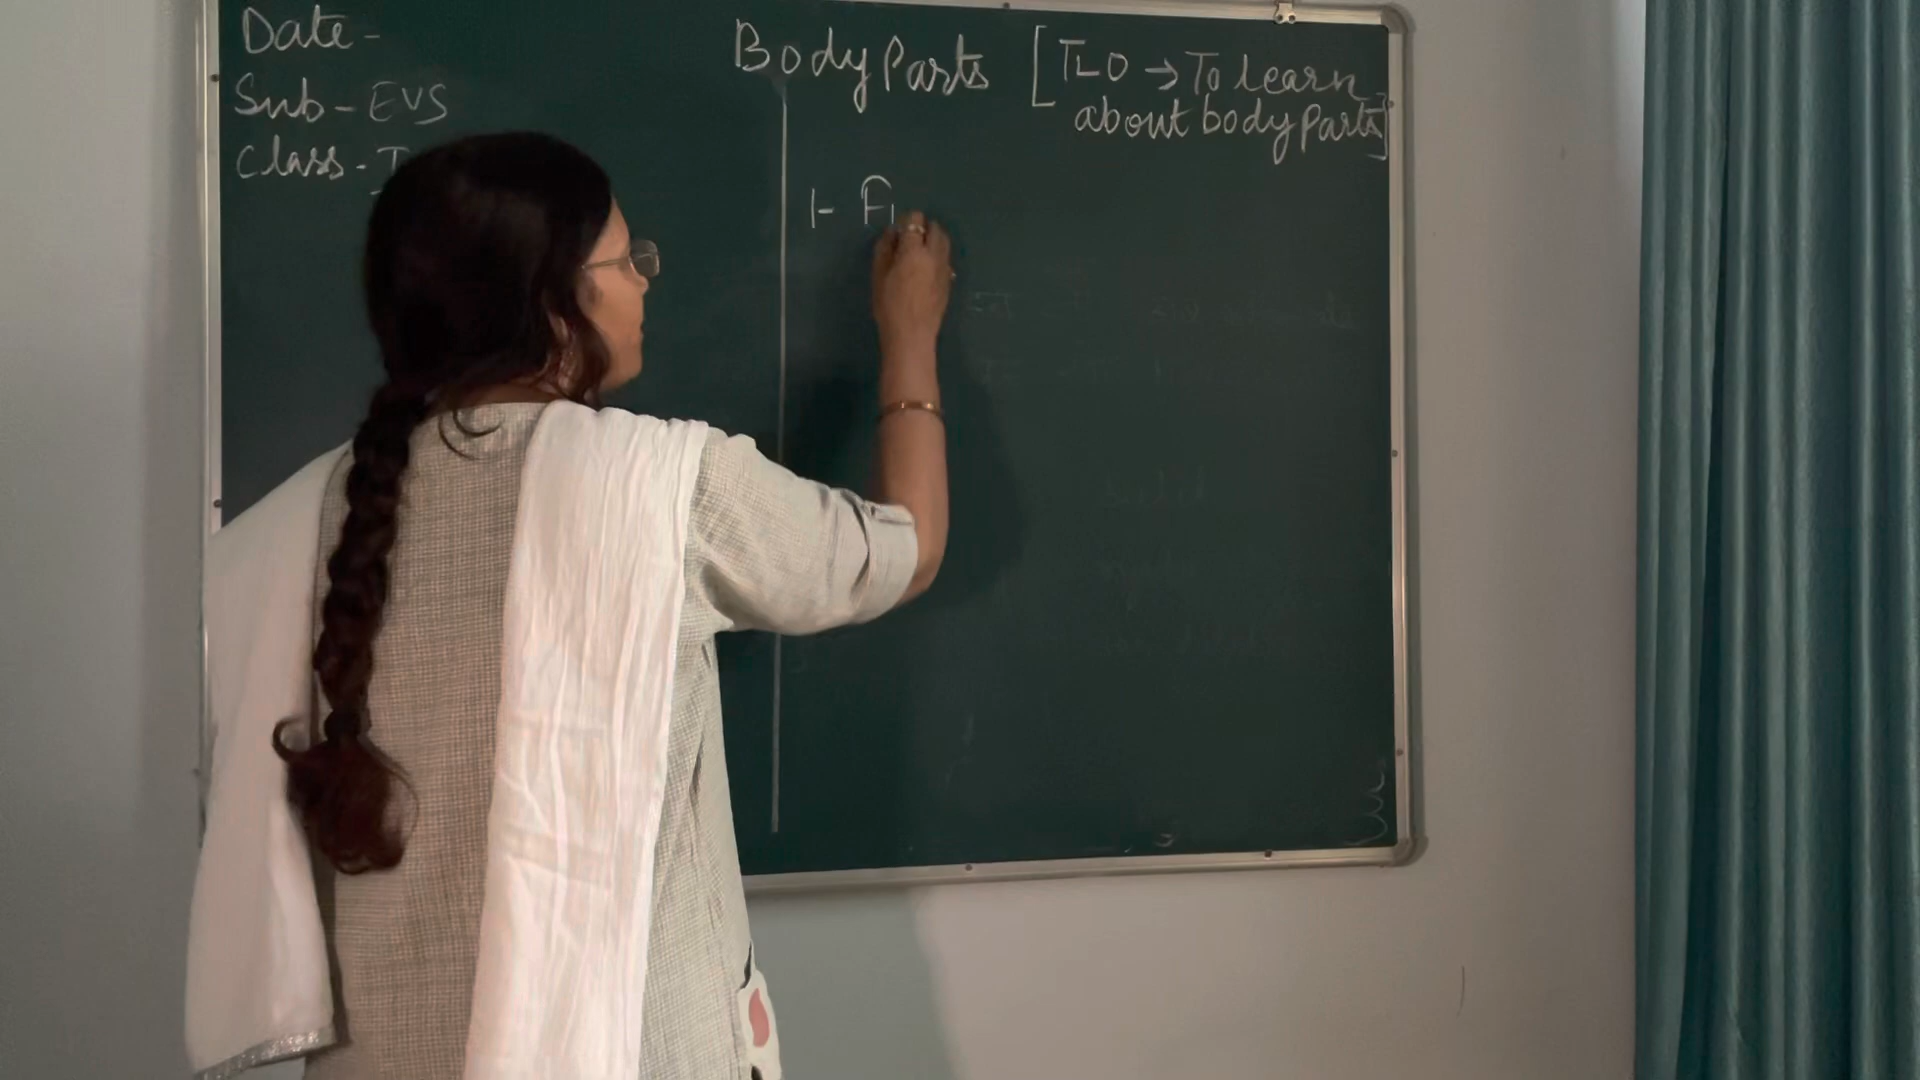 Date-
Sub- EVS
Class- I
Body Parts [TLO → To learn
about body Parts]
1-